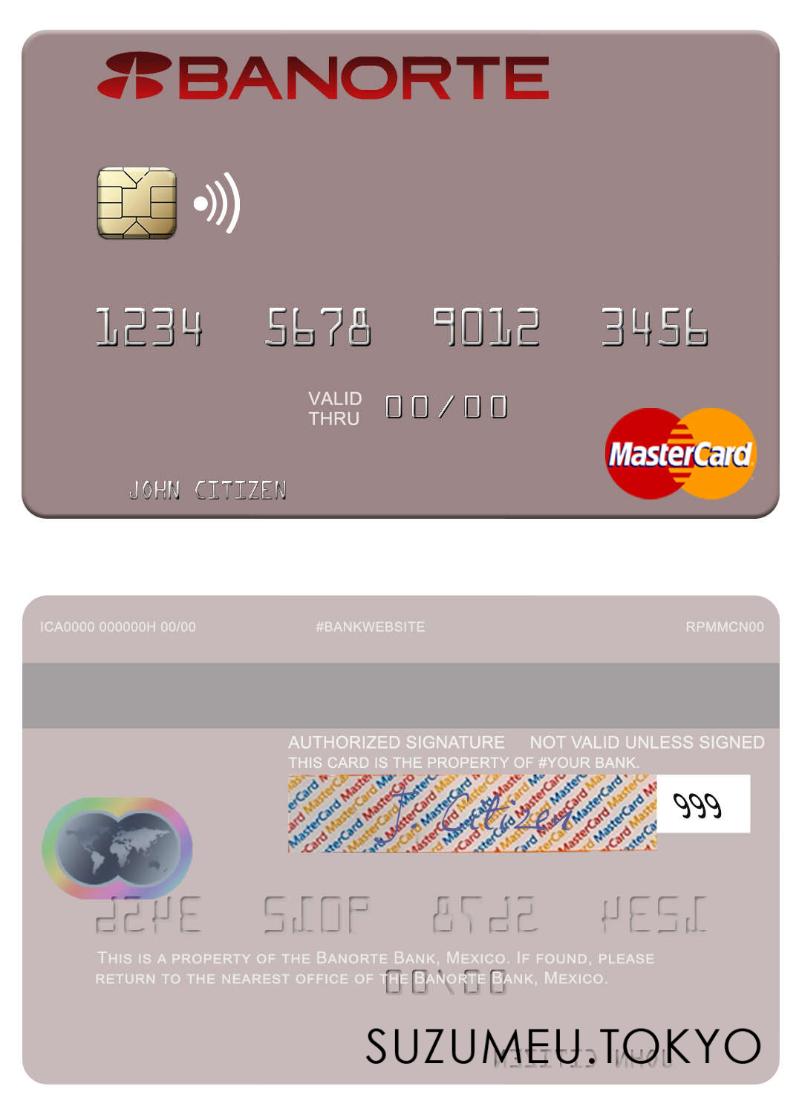 BANORTE
1234 5678 9012 3456
VALID
THRU 00/00
MasterCard
JOHN CITIZEN
ICA0000 000000H 00/00 #BANKWEBSITE RPMMCN00
AUTHORIZED SIGNATURE NOT VALID UNLESS SIGNED
THIS CARD IS THE PROPERTY OF #YOUR BANK.
J Citizen 999
THIS IS A PROPERTY OF THE BANORTE BANK, MEXICO. IF FOUND, PLEASE
RETURN TO THE NEAREST OFFICE OF THE BANORTE BANK, MEXICO.
SUZUMEU.TOKYO